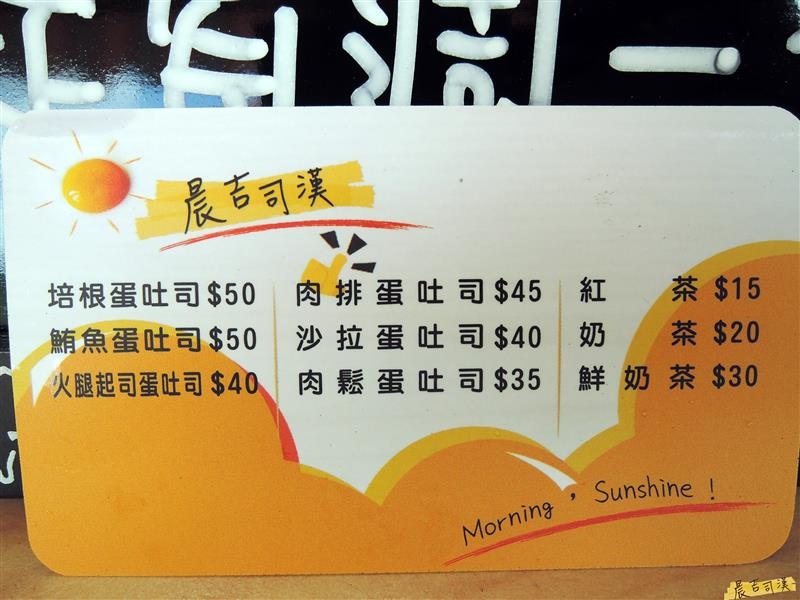 晨吉司漢
培根蛋吐司$50
鮪魚蛋吐司$50
火腿起司蛋吐司$40
肉排蛋吐司$45
沙拉蛋吐司$40
肉鬆蛋吐司$35
紅茶$15
奶茶$20
鮮奶茶$30
Morning, Sunshine!
晨吉司漢